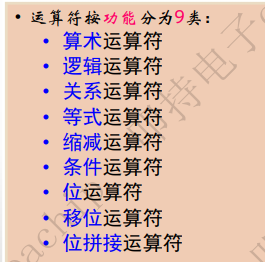 • 运算符按功能分为9类：
• 算术运算符
• 逻辑运算符
• 关系运算符
• 等式运算符
• 缩减运算符
• 条件运算符
• 位运算符
• 移位运算符
• 位拼接运算符